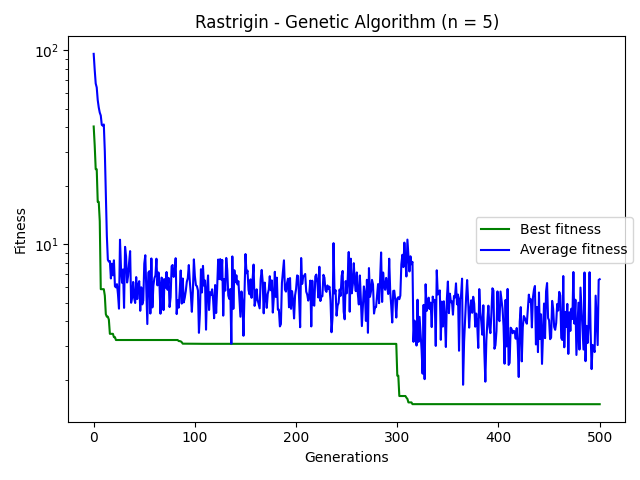 Rastrigin - Genetic Algorithm (n = 5)
10²
10¹
Fitness
Best fitness
Average fitness
0 100 200 300 400 500
Generations